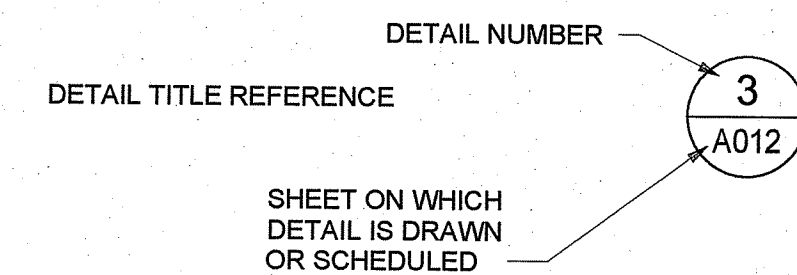 DETAIL NUMBER
DETAIL TITLE REFERENCE
3
A012
SHEET ON WHICH
DETAIL IS DRAWN
OR SCHEDULED